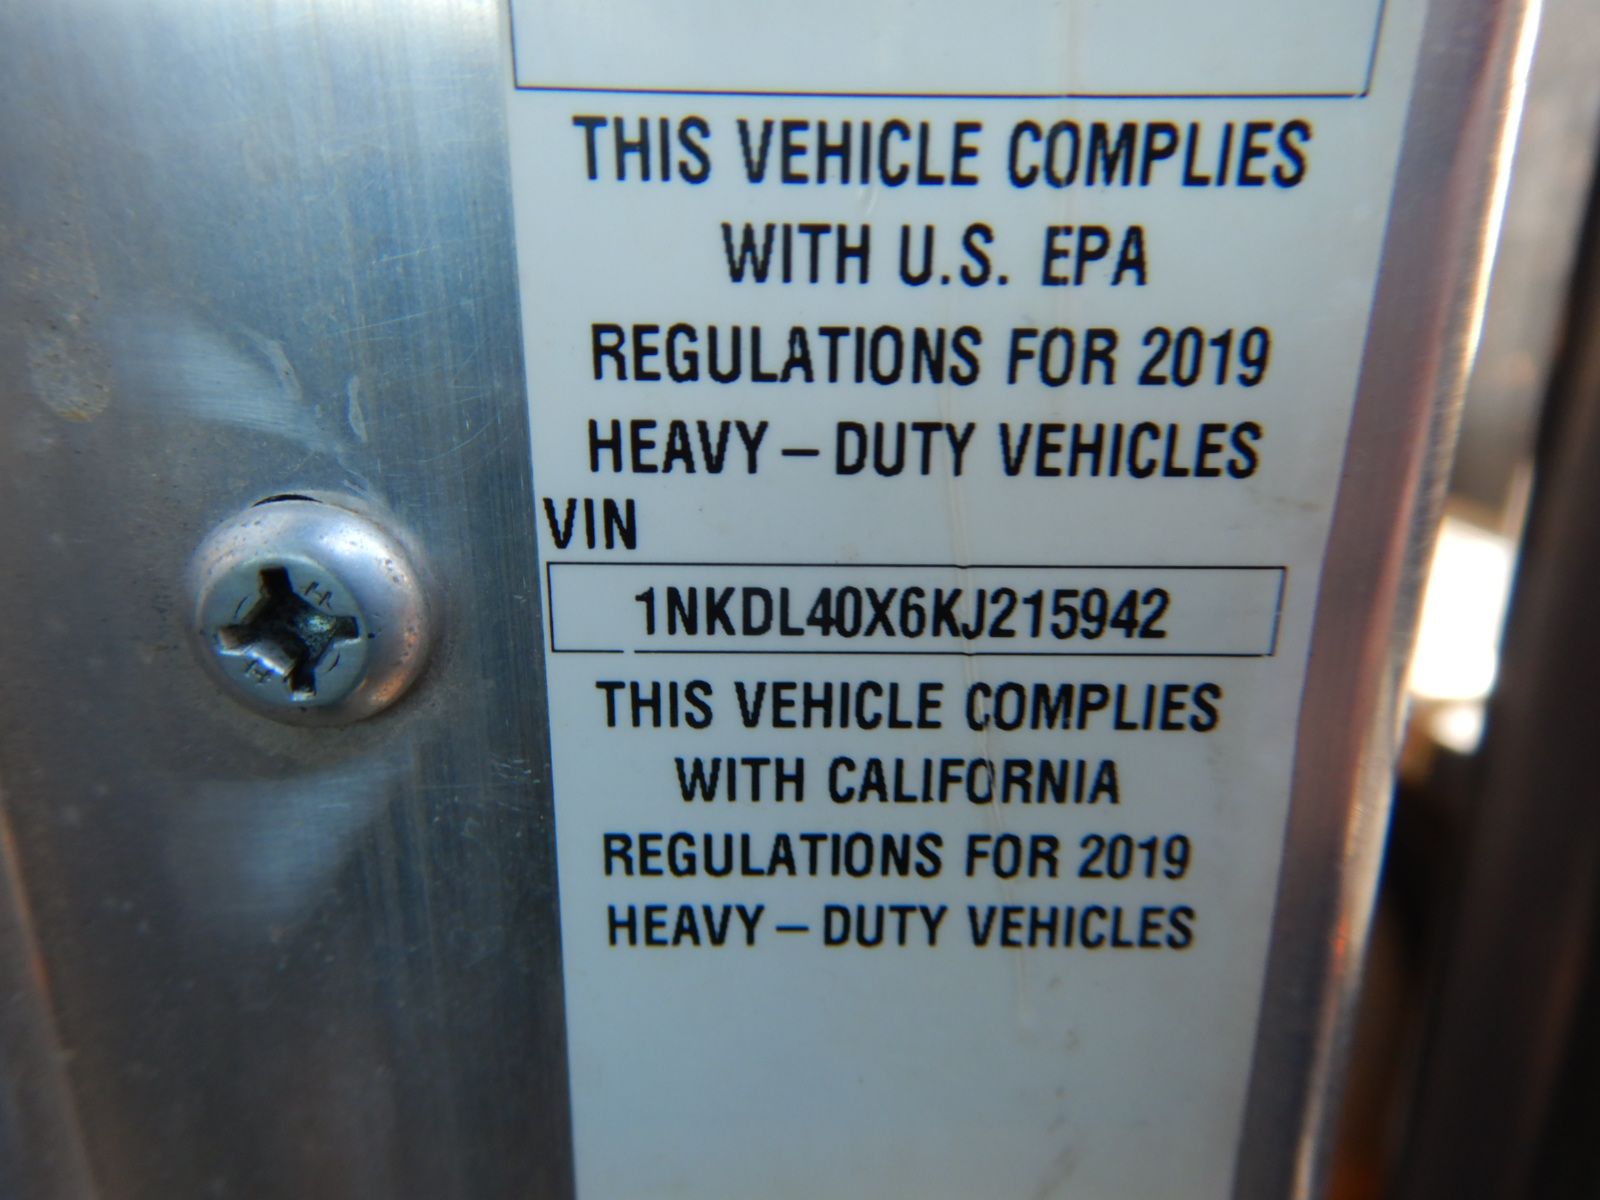 THIS VEHICLE COMPLIES
WITH U.S. EPA
REGULATIONS FOR 2019
HEAVY – DUTY VEHICLES
VIN
1NKDL40X6KJ215942
THIS VEHICLE COMPLIES
WITH CALIFORNIA
REGULATIONS FOR 2019
HEAVY – DUTY VEHICLES